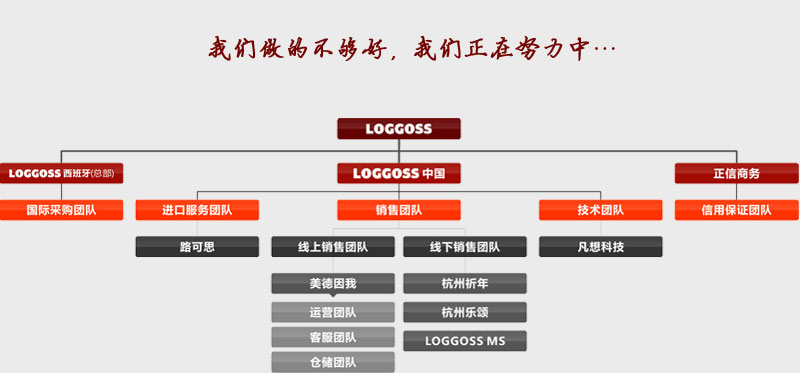 我们做的不够好，我们正在努力中…
LOGGOSS
LOGGOSS 西班牙(总部)
LOGGOSS 中国
正信商务
国际采购团队
进口服务团队
销售团队
技术团队
信用保证团队
路可思
线上销售团队
线下销售团队
凡想科技
美德因我
杭州祈年
运营团队
杭州乐颂
客服团队
LOGGOSS MS
仓储团队